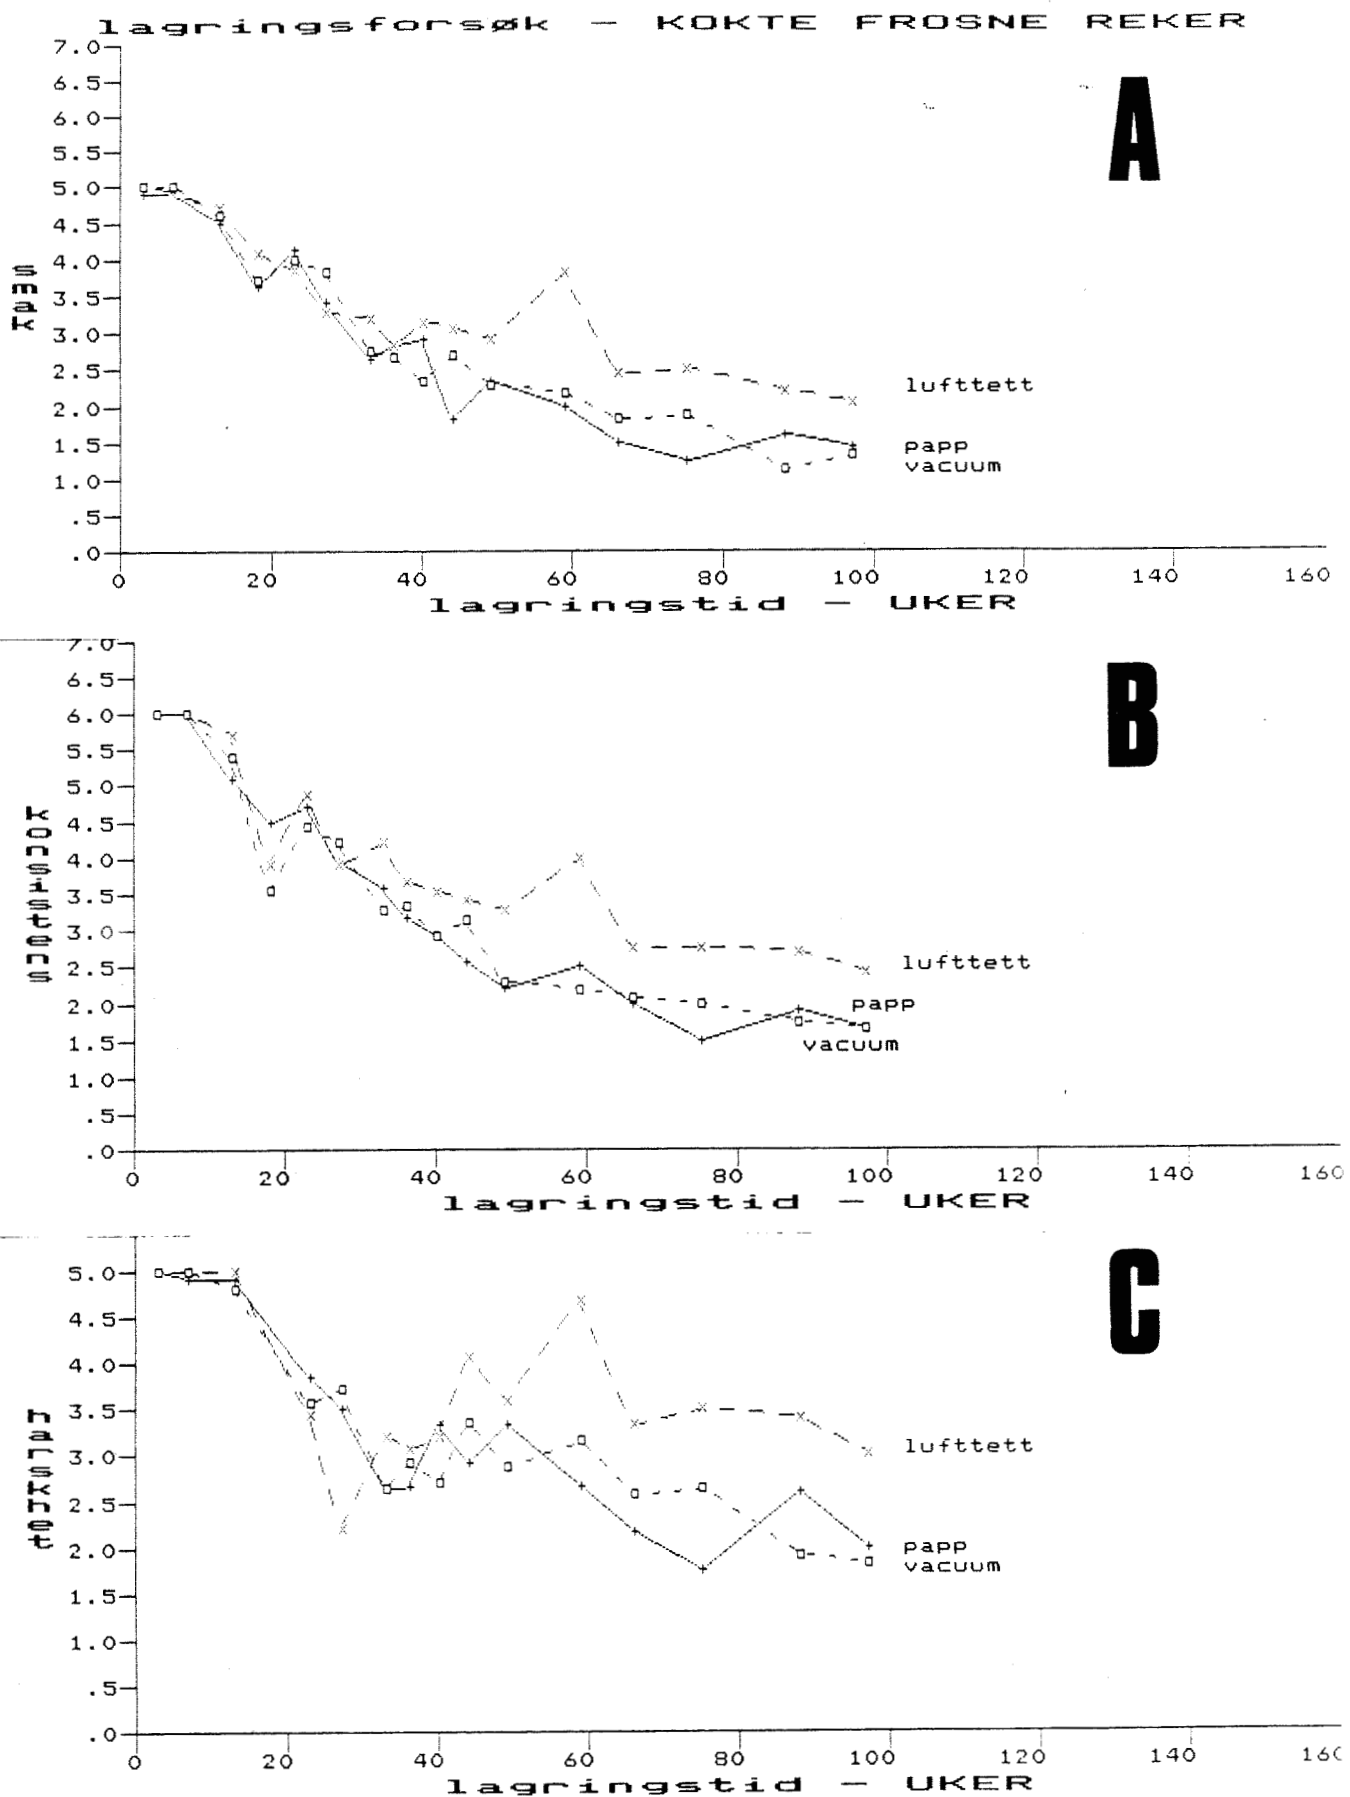 lagringsforsøk — KOKTE FROSNE REKER
7.0
6.5
6.0
5.5
5.0
4.5
4.0
3.5
3.0
2.5
2.0
1.5
1.0
.5
.0
smak
A
lufttett
papp
vacuum
0 20 40 60 80 100 120 140 160
lagringstid — UKER
7.0
6.5
6.0
5.5
5.0
4.5
4.0
3.5
3.0
2.5
2.0
1.5
1.0
.5
.0
konsistens
B
lufttett
papp
vacuum
0 20 40 60 80 100 120 140 160
lagringstid — UKER
5.0
4.5
4.0
3.5
3.0
2.5
2.0
1.5
1.0
.5
.0
harskhet
C
lufttett
papp
vacuum
0 20 40 60 80 100 120 140 160
lagringstid — UKER